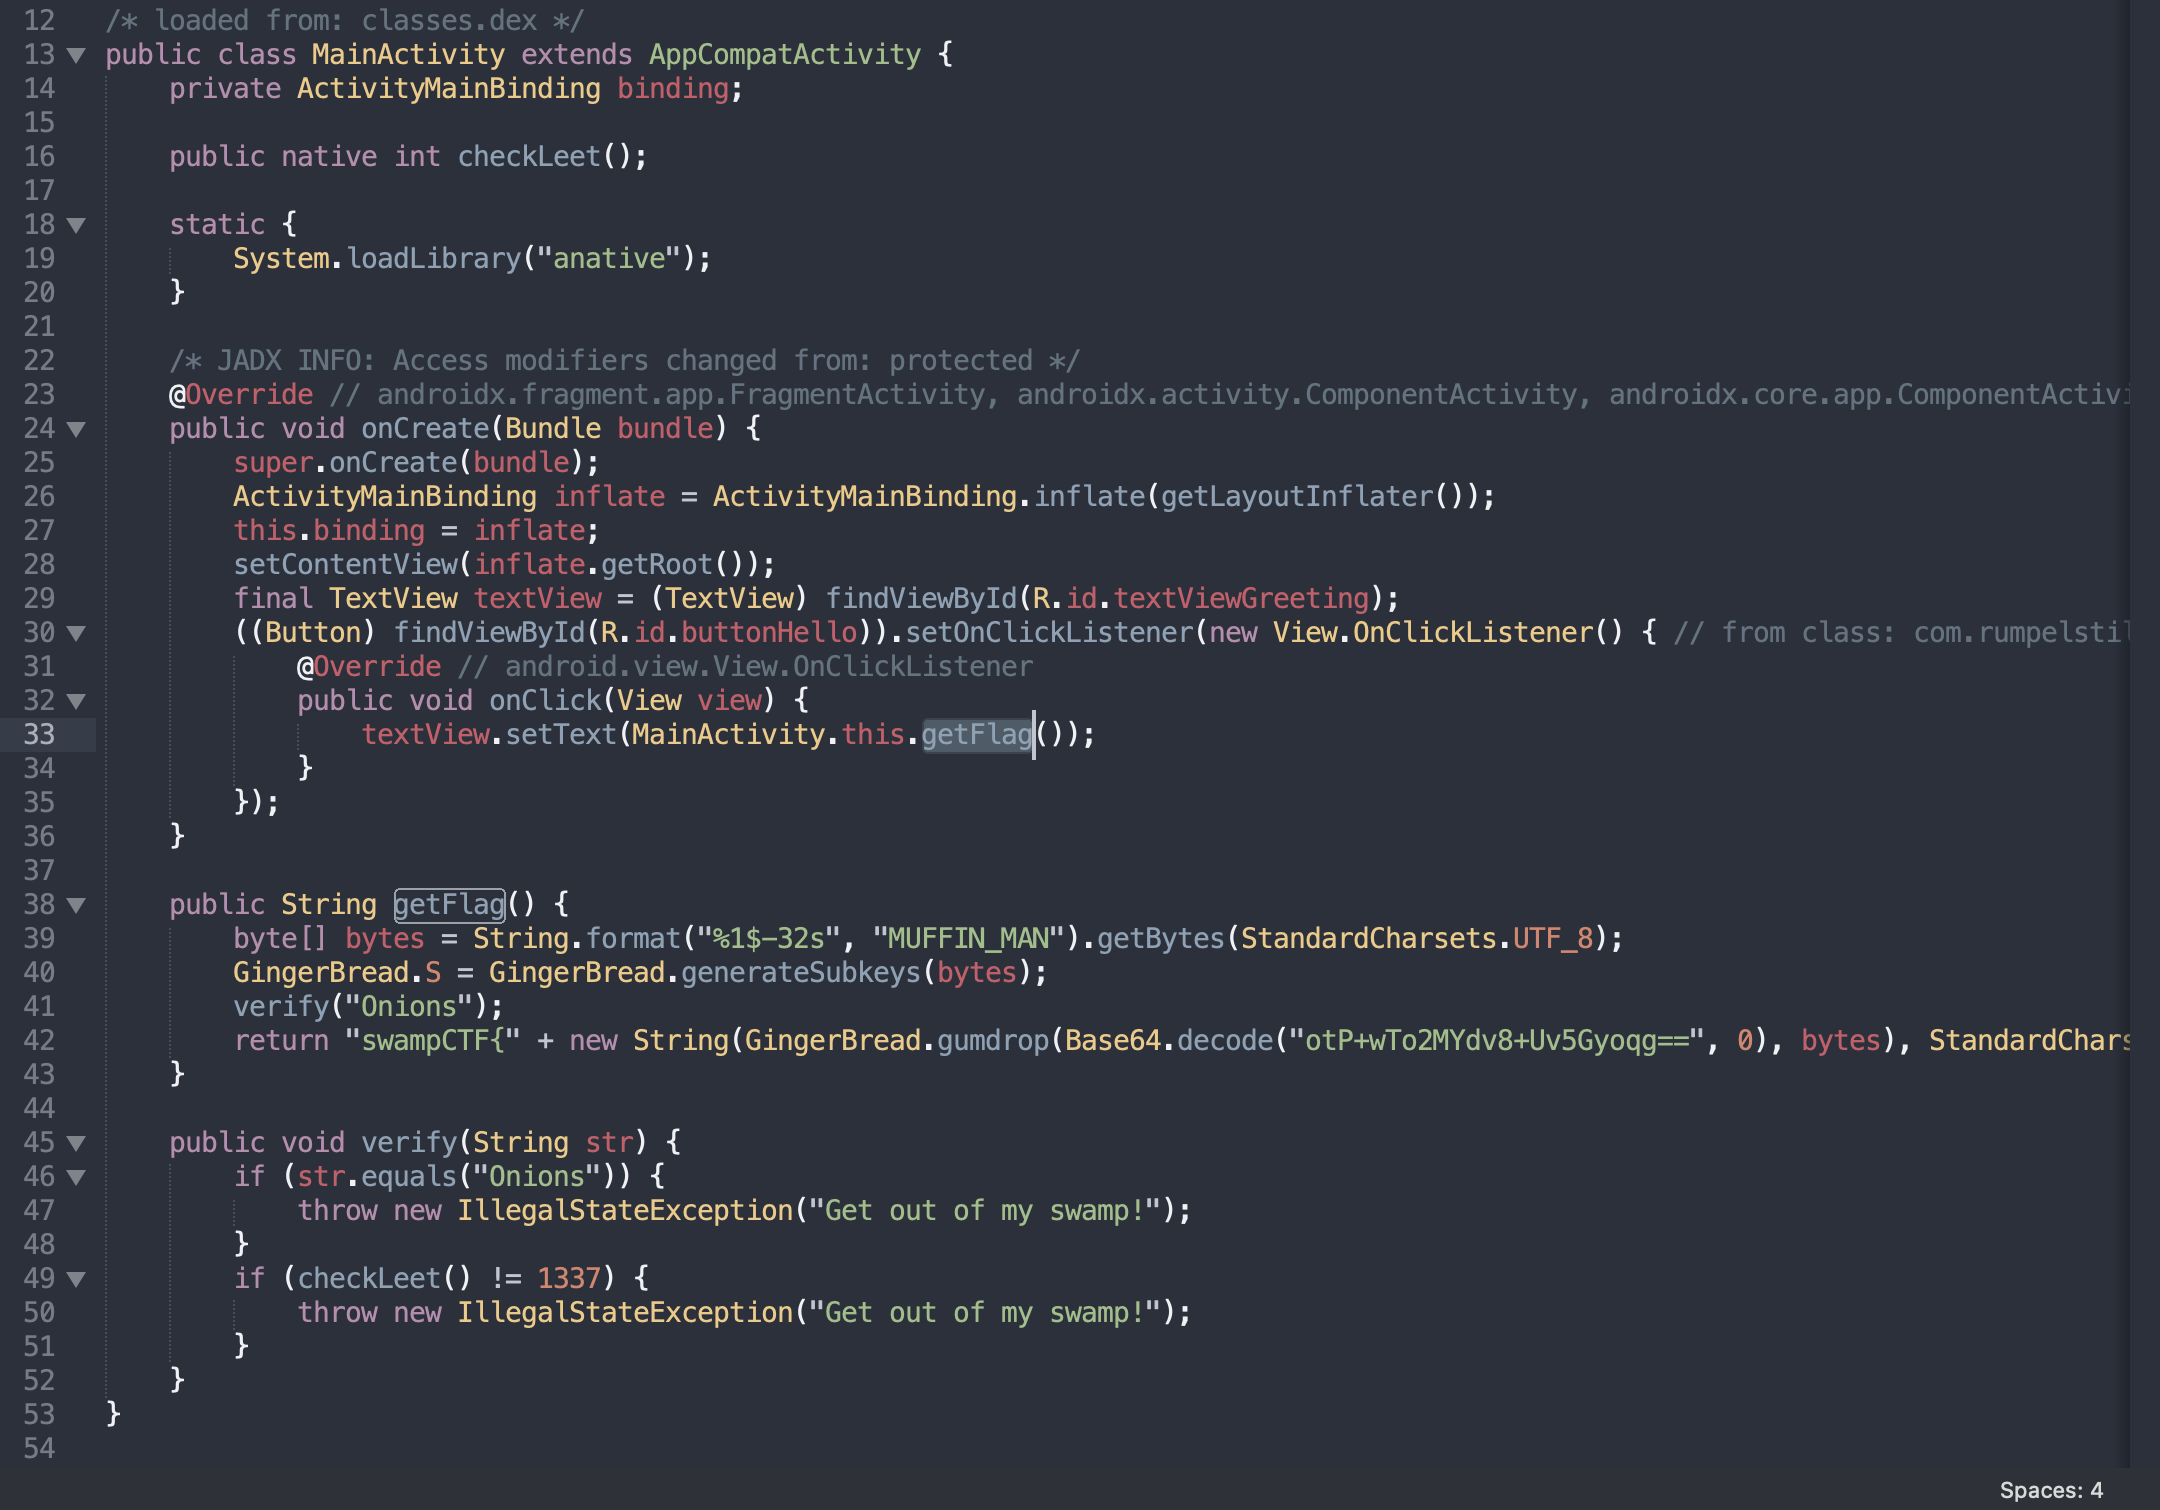 12 /* loaded from: classes.dex */
13 public class MainActivity extends AppCompatActivity {
14     private ActivityMainBinding binding;
15
16     public native int checkLeet();
17
18     static {
19         System.loadLibrary("anative");
20     }
21
22     /* JADX INFO: Access modifiers changed from: protected */
23     @Override // androidx.fragment.app.FragmentActivity, androidx.activity.ComponentActivity, androidx.core.app.ComponentActivi
24     public void onCreate(Bundle bundle) {
25         super.onCreate(bundle);
26         ActivityMainBinding inflate = ActivityMainBinding.inflate(getLayoutInflater());
27         this.binding = inflate;
28         setContentView(inflate.getRoot());
29         final TextView textView = (TextView) findViewById(R.id.textViewGreeting);
30         ((Button) findViewById(R.id.buttonHello)).setOnClickListener(new View.OnClickListener() { // from class: com.rumpelstil
31             @Override // android.view.View.OnClickListener
32             public void onClick(View view) {
33                 textView.setText(MainActivity.this.getFlag());
34             }
35         });
36     }
37
38     public String getFlag() {
39         byte[] bytes = String.format("%1$-32s", "MUFFIN_MAN").getBytes(StandardCharsets.UTF_8);
40         GingerBread.S = GingerBread.generateSubkeys(bytes);
41         verify("Onions");
42         return "swampCTF{" + new String(GingerBread.gumdrop(Base64.decode("otP+wTo2MYdv8+Uv5Gyoqg==", 0), bytes), StandardChars
43     }
44
45     public void verify(String str) {
46         if (str.equals("Onions")) {
47             throw new IllegalStateException("Get out of my swamp!");
48         }
49         if (checkLeet() != 1337) {
50             throw new IllegalStateException("Get out of my swamp!");
51         }
52     }
53 }
54
Spaces: 4